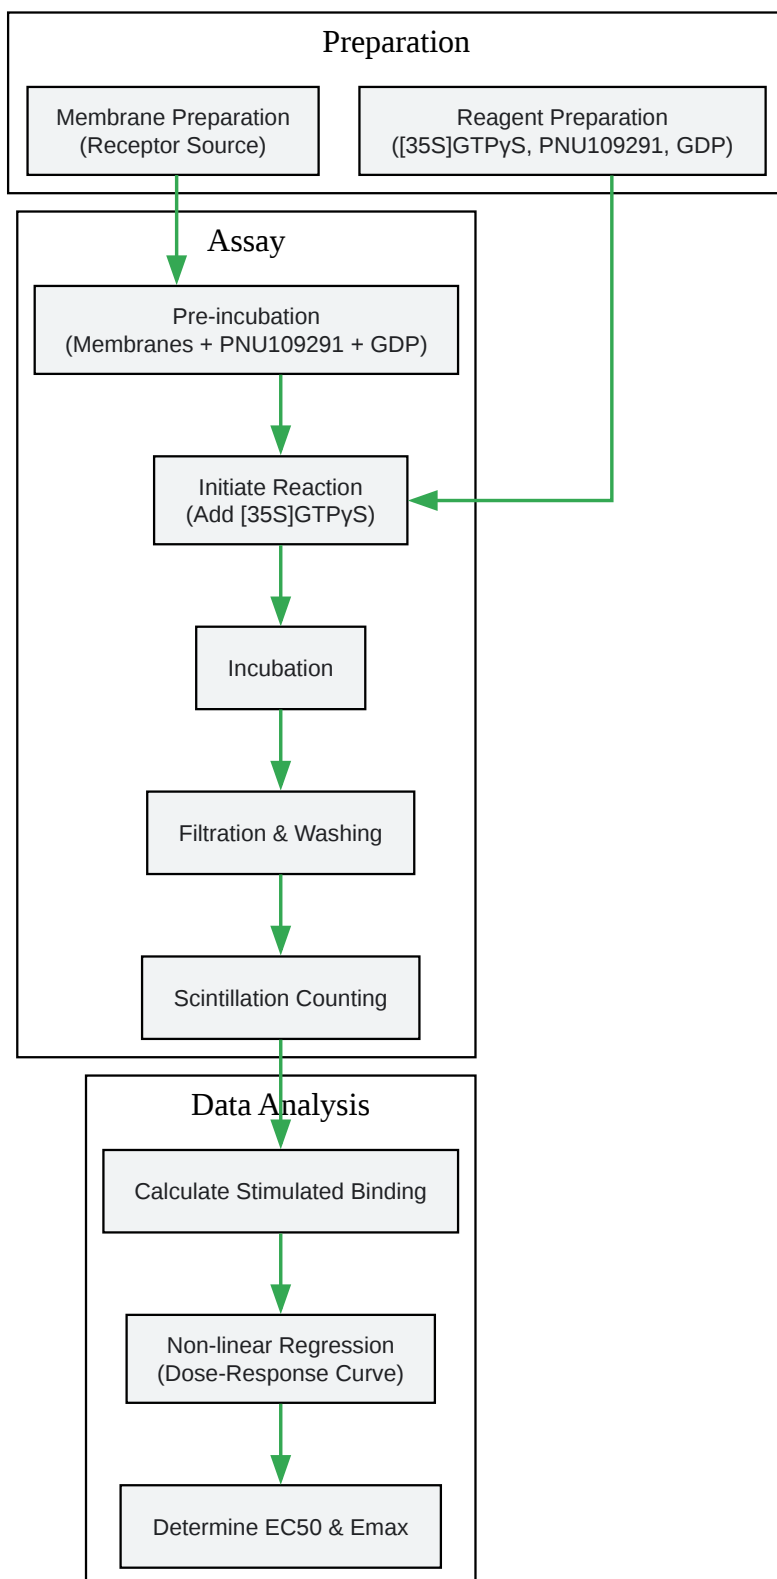 Preparation
Membrane Preparation
(Receptor Source)
Reagent Preparation
([35S]GTPγS, PNU109291, GDP)
Assay
Pre-incubation
(Membranes + PNU109291 + GDP)
Initiate Reaction
(Add [35S]GTPγS)
Incubation
Filtration & Washing
Scintillation Counting
Data Analysis
Calculate Stimulated Binding
Non-linear Regression
(Dose-Response Curve)
Determine EC50 & Emax